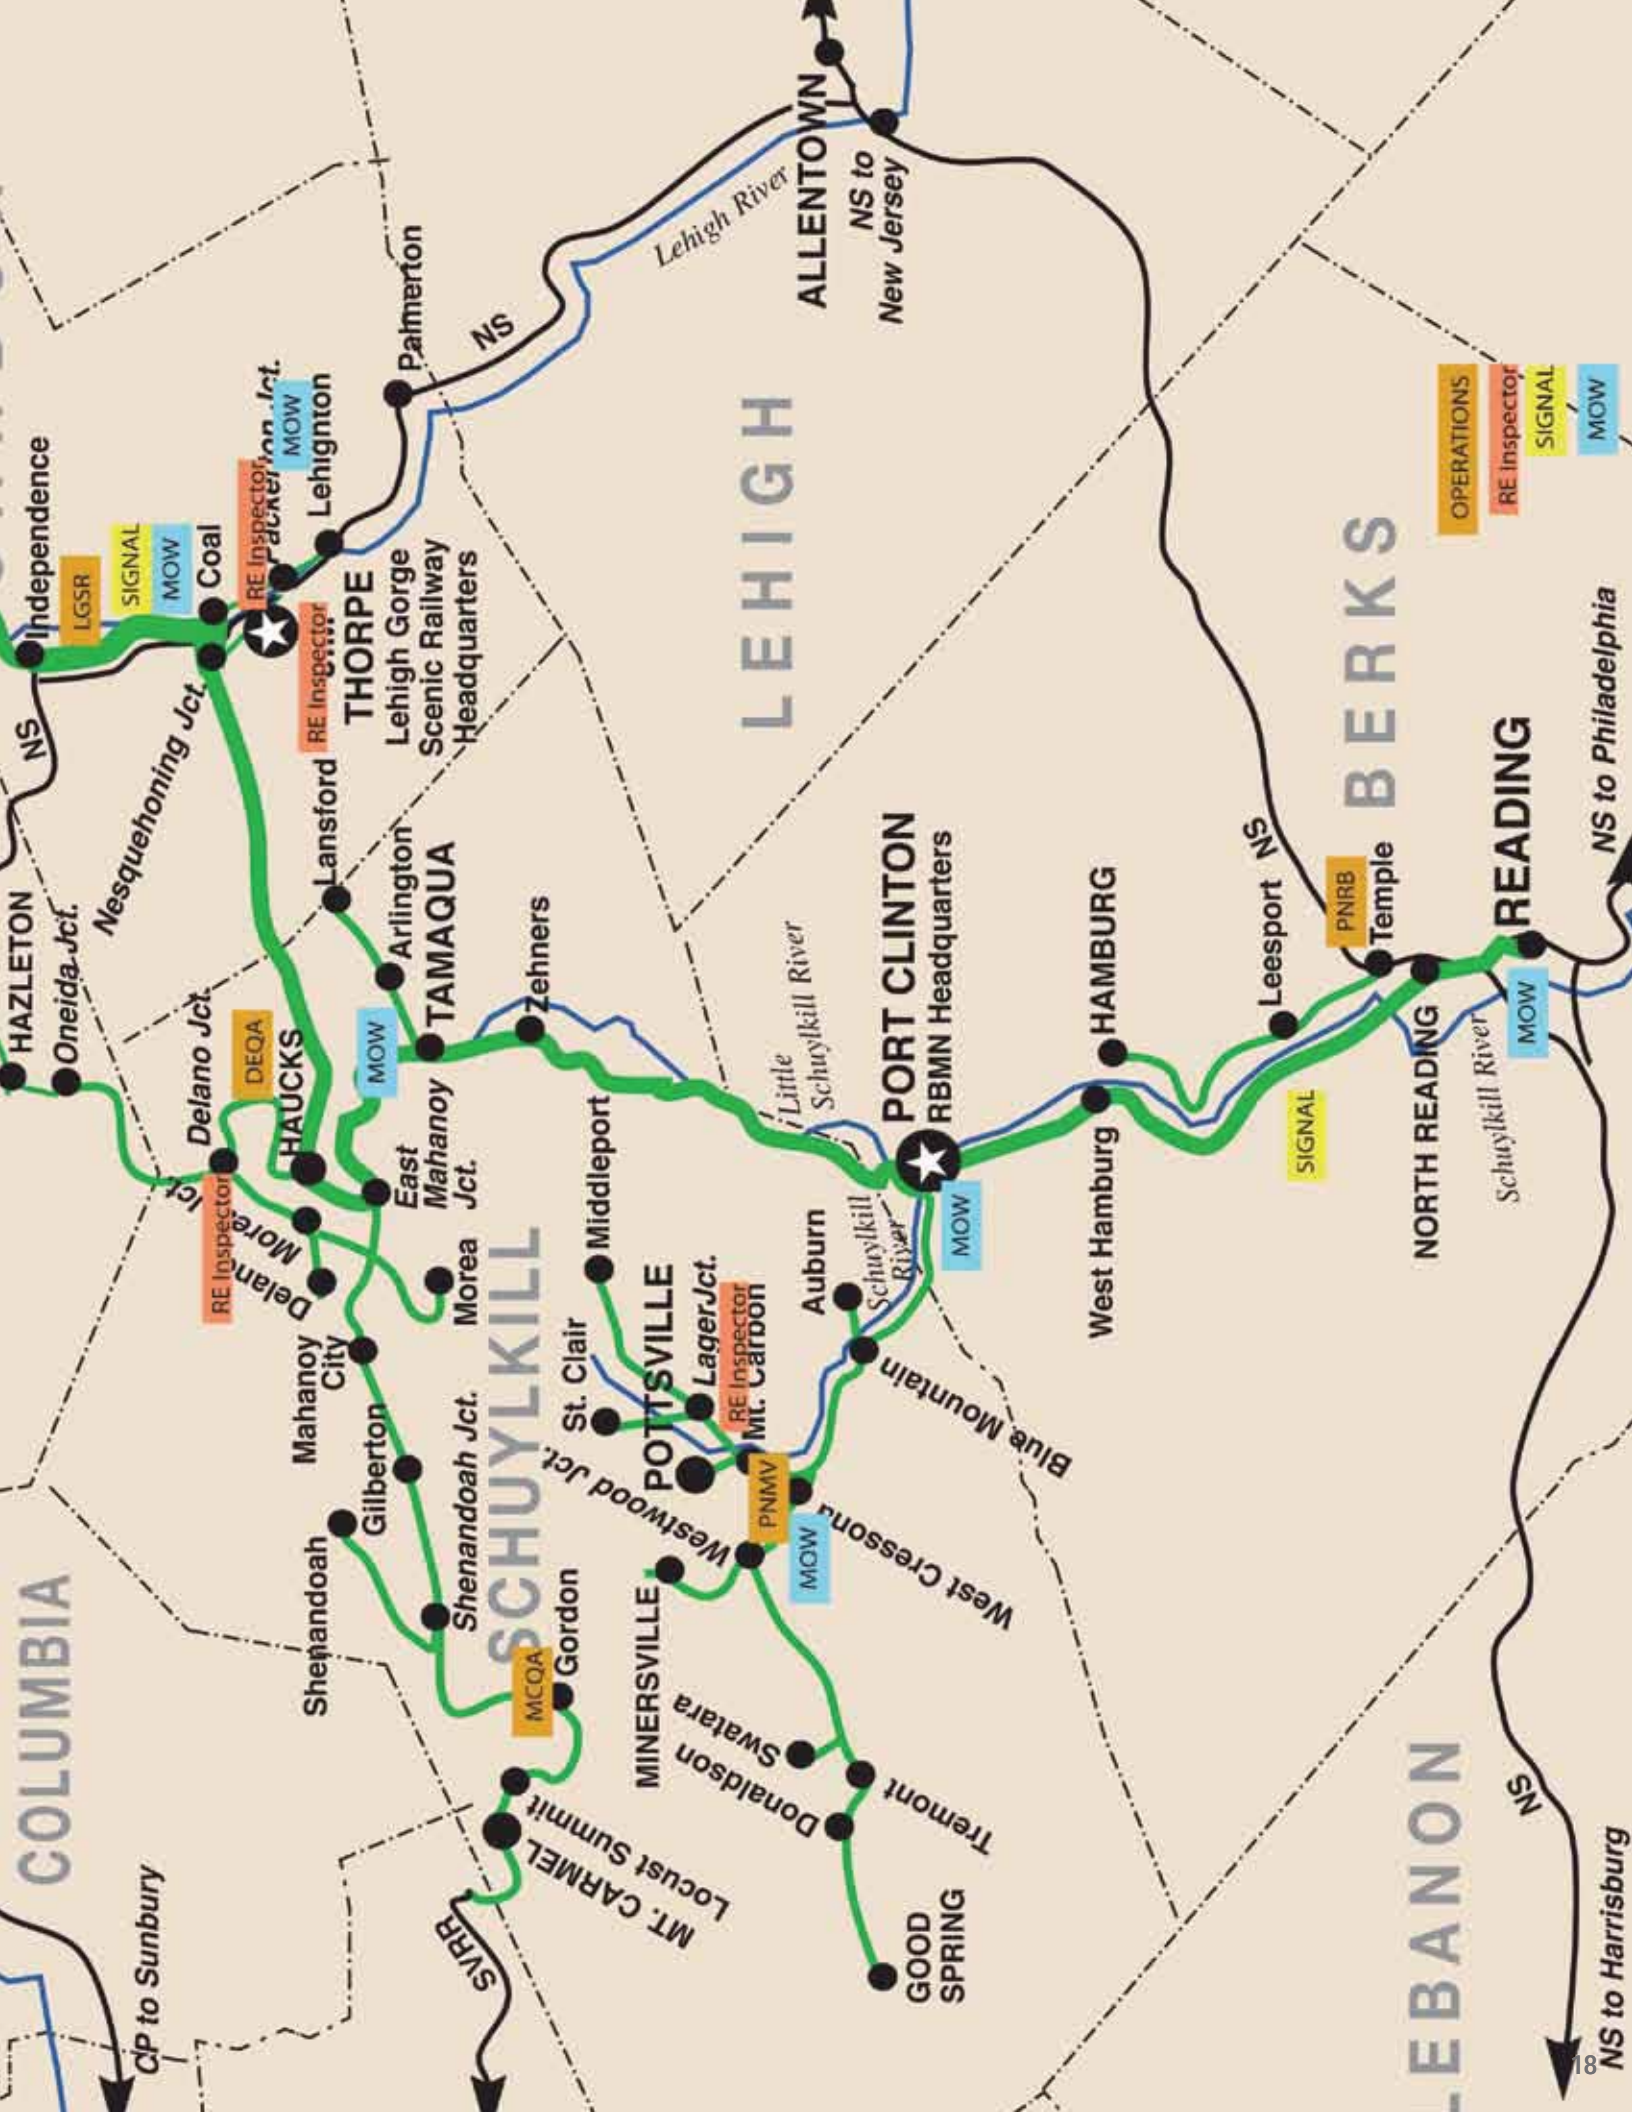 COLUMBIA
CP to Sunbury
HAZLETON
Oneida Jct.
NS
Independence
LGSR
SIGNAL
MOW
Coal
Nesquehoning Jct.
Delano Jct.
DEQA
HAUCKS
RE Inspector
RE Inspector
Packerton Jct.
MOW
Lehighton
RE Inspector
THORPE
Lehigh Gorge
Scenic Railway
Headquarters
Lansford
Arlington
TAMAQUA
MOW
Palmerton
NS
Shenandoah
Gilberton
Mahanoy
City
Morea
East
Mahanoy
Jct.
Shenandoah Jct.
SCHUYLKILL
SVRR
MT. CARMEL
Locust Summit
MCQA
Gordon
Zehners
St. Clair
Middleport
MINERSVILLE
Westwood Jct.
POTTSVILLE
Lager Jct.
RE Inspector
Mt. Carbon
PNMV
MOW
West Cressona
Lehigh River
LEHIGH
Swatara
Donaldson
Tremont
GOOD
SPRING
Auburn
Blue Mountain
Schuylkill
River
Little
Schuylkill River
ALLENTOWN
NS to
New Jersey
PORT CLINTON
RBMN Headquarters
MOW
West Hamburg
HAMBURG
NS
Leesport
SIGNAL
PNRB
Temple
BERKS
NORTH READING
Schuylkill River
MOW
READING
OPERATIONS
RE Inspector
SIGNAL
MOW
LEBANON
NS
NS to Harrisburg
NS to Philadelphia
18